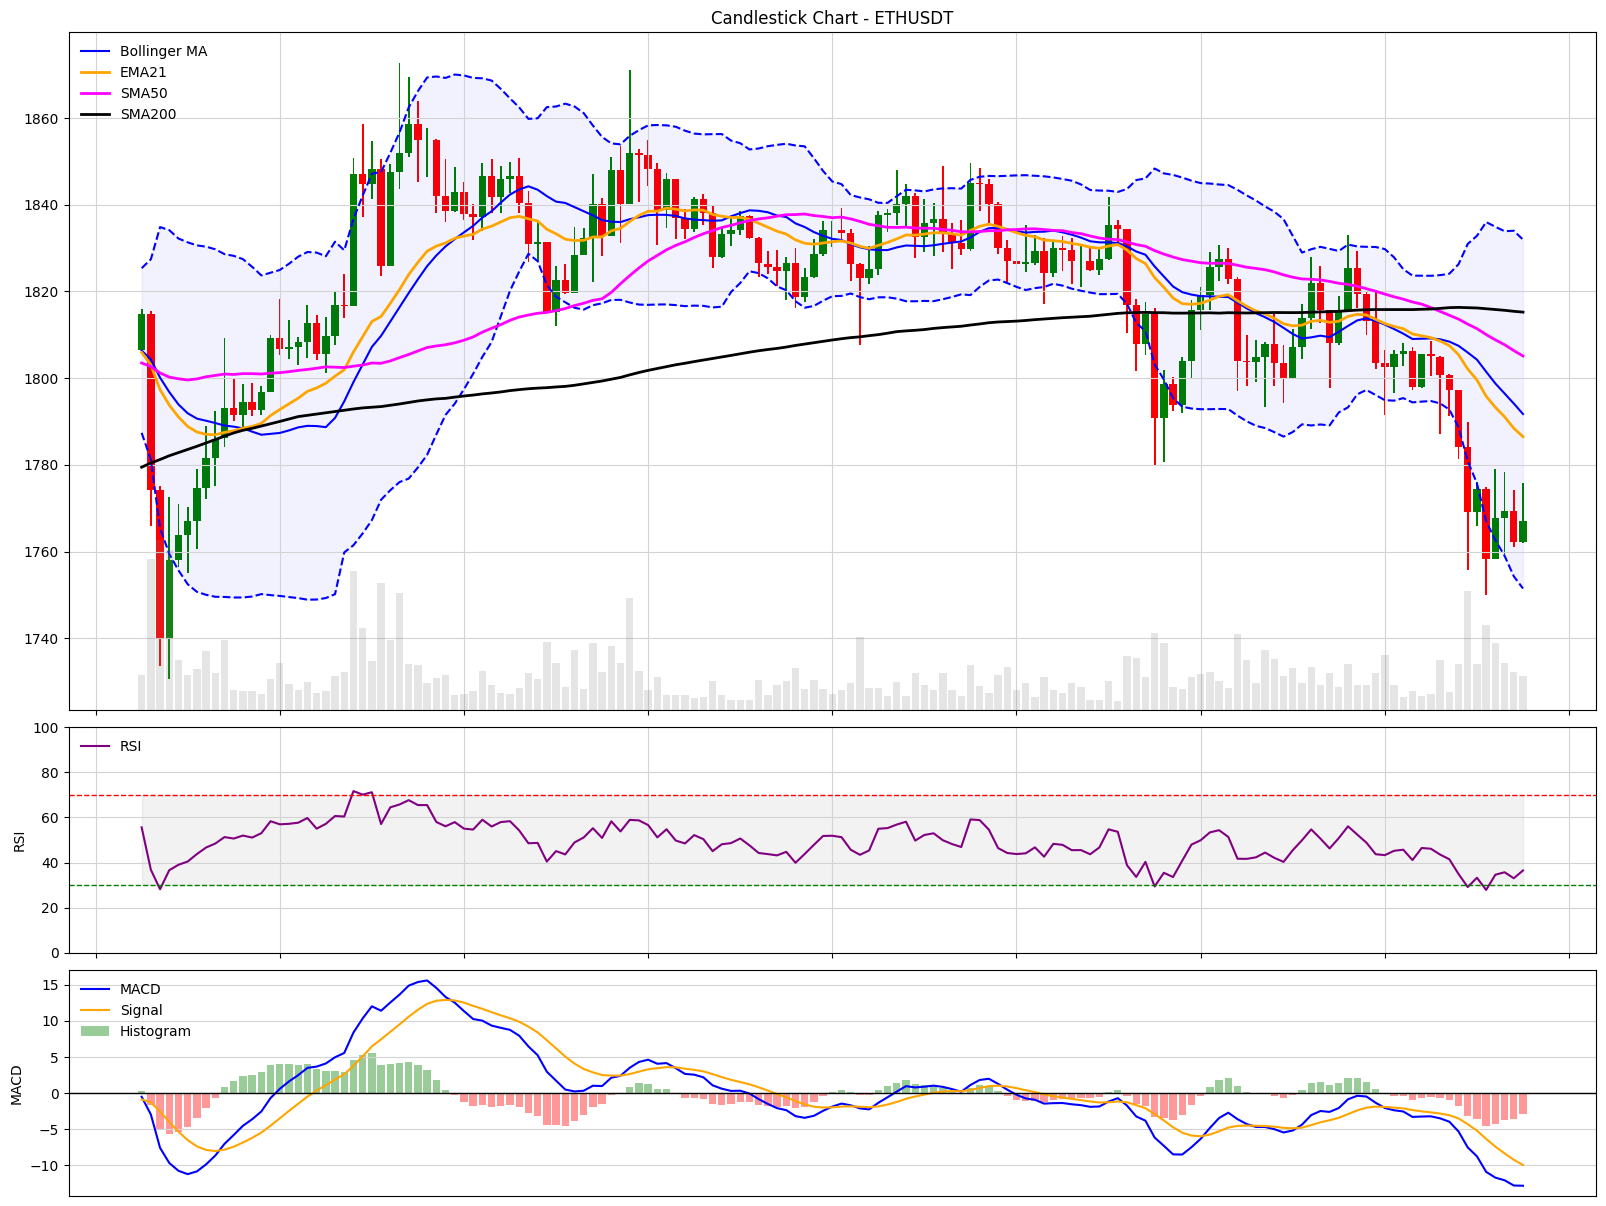 Candlestick Chart - ETHUSDT
Bollinger MA
EMA21
SMA50
SMA200
1860
1840
1820
1800
1780
1760
1740
RSI
100
80
60
40
20
0
RSI
MACD
Signal
Histogram
15
10
5
0
−5
−10
MACD